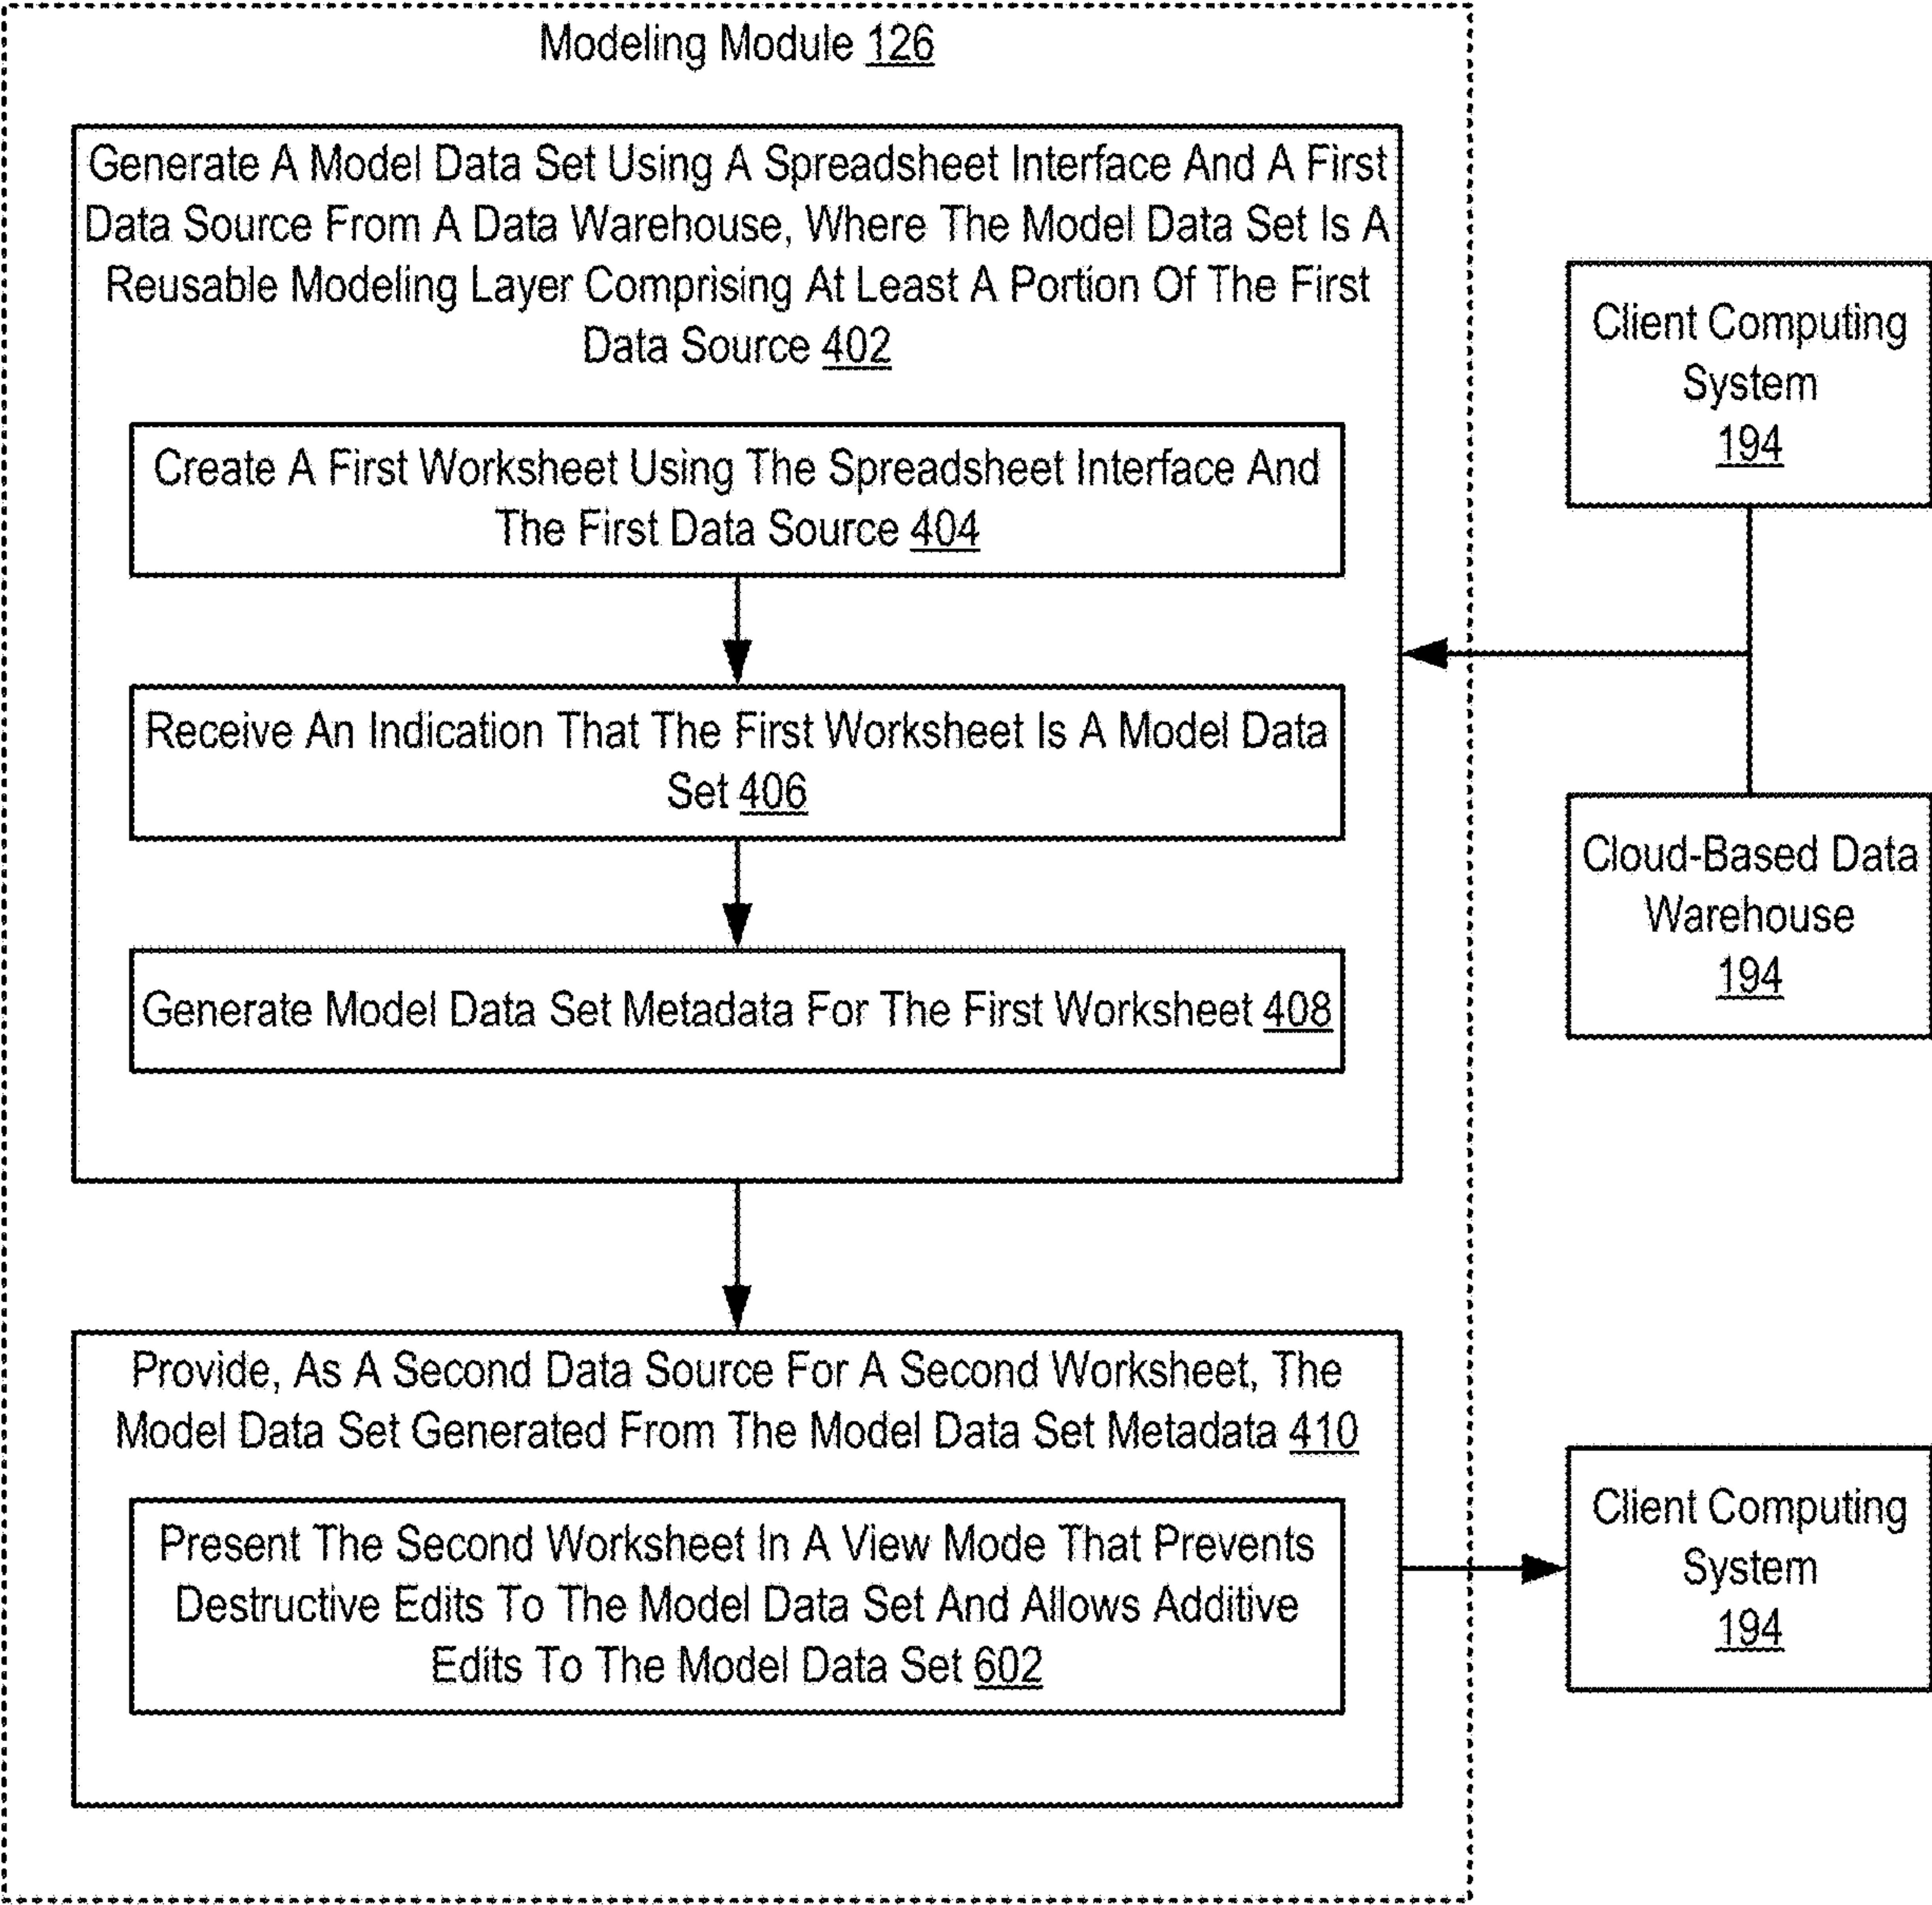 Modeling Module 126
Generate A Model Data Set Using A Spreadsheet Interface And A First
Data Source From A Data Warehouse, Where The Model Data Set Is A
Reusable Modeling Layer Comprising At Least A Portion Of The First
Data Source 402
Create A First Worksheet Using The Spreadsheet Interface And
The First Data Source 404
Receive An Indication That The First Worksheet Is A Model Data
Set 406
Generate Model Data Set Metadata For The First Worksheet 408
Client Computing
System
194
Cloud-Based Data
Warehouse
194
Provide, As A Second Data Source For A Second Worksheet, The
Model Data Set Generated From The Model Data Set Metadata 410
Present The Second Worksheet In A View Mode That Prevents
Destructive Edits To The Model Data Set And Allows Additive
Edits To The Model Data Set 602
Client Computing
System
194